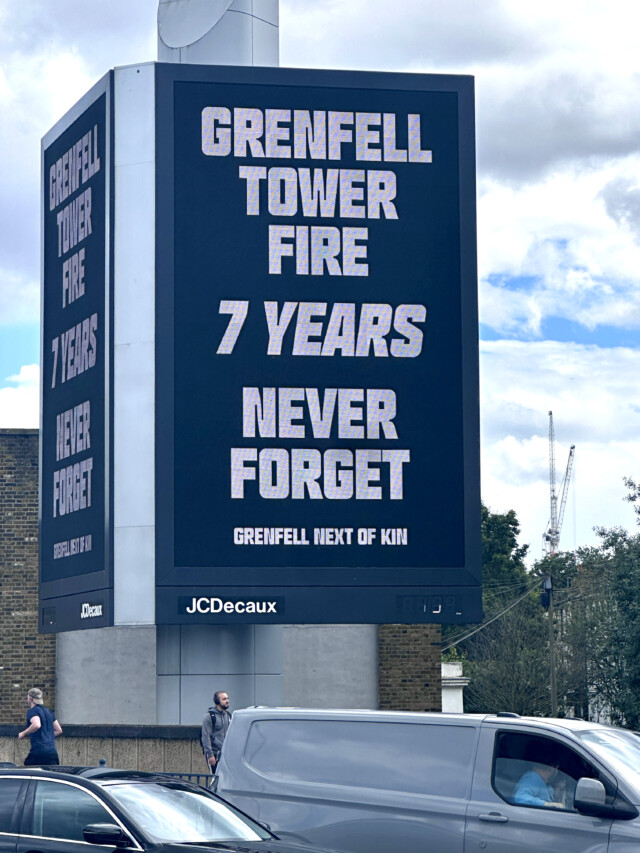 GRENFELL
TOWER
FIRE
7 YEARS
NEVER
FORGET
GRENFELL NEXT OF KIN
JCDecaux
GRENFELL
TOWER
FIRE
7 YEARS
NEVER
FORGET
GRENFELL NEXT OF KIN
JCDecaux